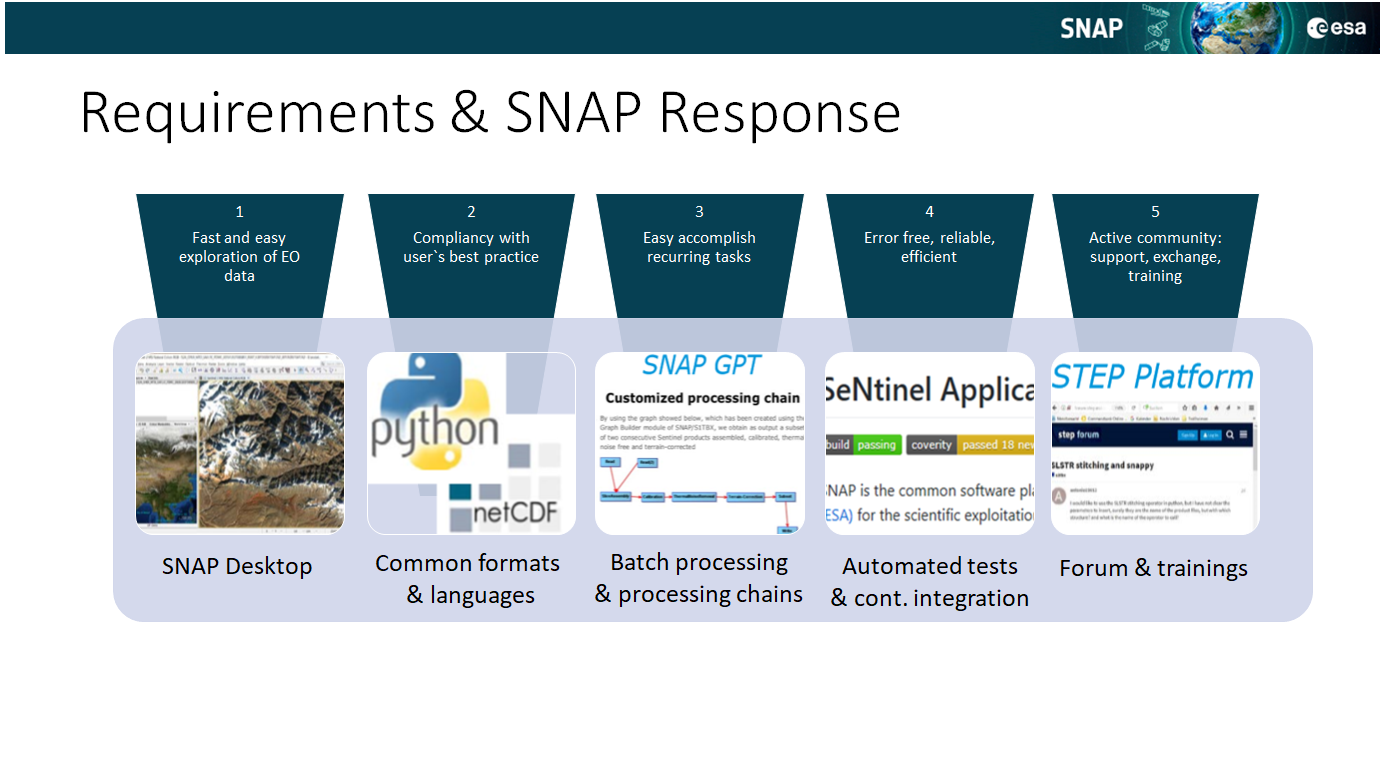 SNAP
esa
Requirements & SNAP Response
1
Fast and easy
exploration of EO
data
2
Compliancy with
user`s best practice
3
Easy accomplish
recurring tasks
4
Error free, reliable,
efficient
5
Active community:
support, exchange,
training
python
netCDF
SNAP GPT
Customized processing chain
By using the graph showed below, which has been created using the
Graph Builder module of SNAP/S1TBX, we obtain as output a subse
of two consecutive Sentinel products assembled, calibrated, therma
noise free and terrain-corrected
Calibration
Subset
SeNtinel Applica
build passing coverity passed 18 new
SNAP is the common software pla
ESA) for the scientific exploitatio
STEP Platform
step forum
SLSTR stitching and snappy
SNAP Desktop
Common formats
& languages
Batch processing
& processing chains
Automated tests
& cont. integration
Forum & trainings